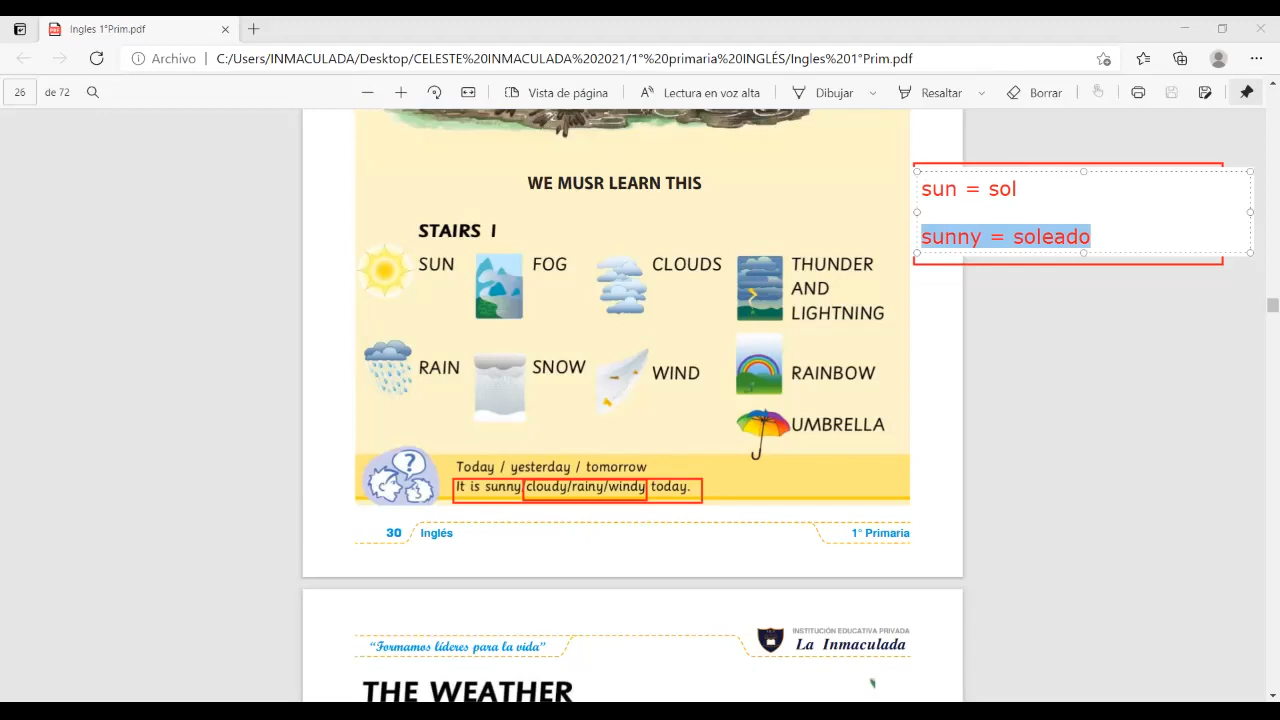 Ingles 1°Prim.pdf
Archivo
C:/Users/INMACULADA/Desktop/CELESTE%20INMACULADA%202021/1°%20primaria%20INGLÉS/Ingles%201°Prim.pdf
26 de 72
Vista de página
Lectura en voz alta
Dibujar
Resaltar
Borrar
WE MUSR LEARN THIS
sun = sol
sunny = soleado
STAIRS 1
SUN
FOG
CLOUDS
THUNDER
AND
LIGHTNING
RAIN
SNOW
WIND
RAINBOW
UMBRELLA
Today / yesterday / tomorrow
It is sunny cloudy/rainy/windy today.
30 Inglés
1° Primaria
"Formamos líderes para la vida"
INSTITUCIÓN EDUCATIVA PRIVADA
La Inmaculada
THE WEATHER